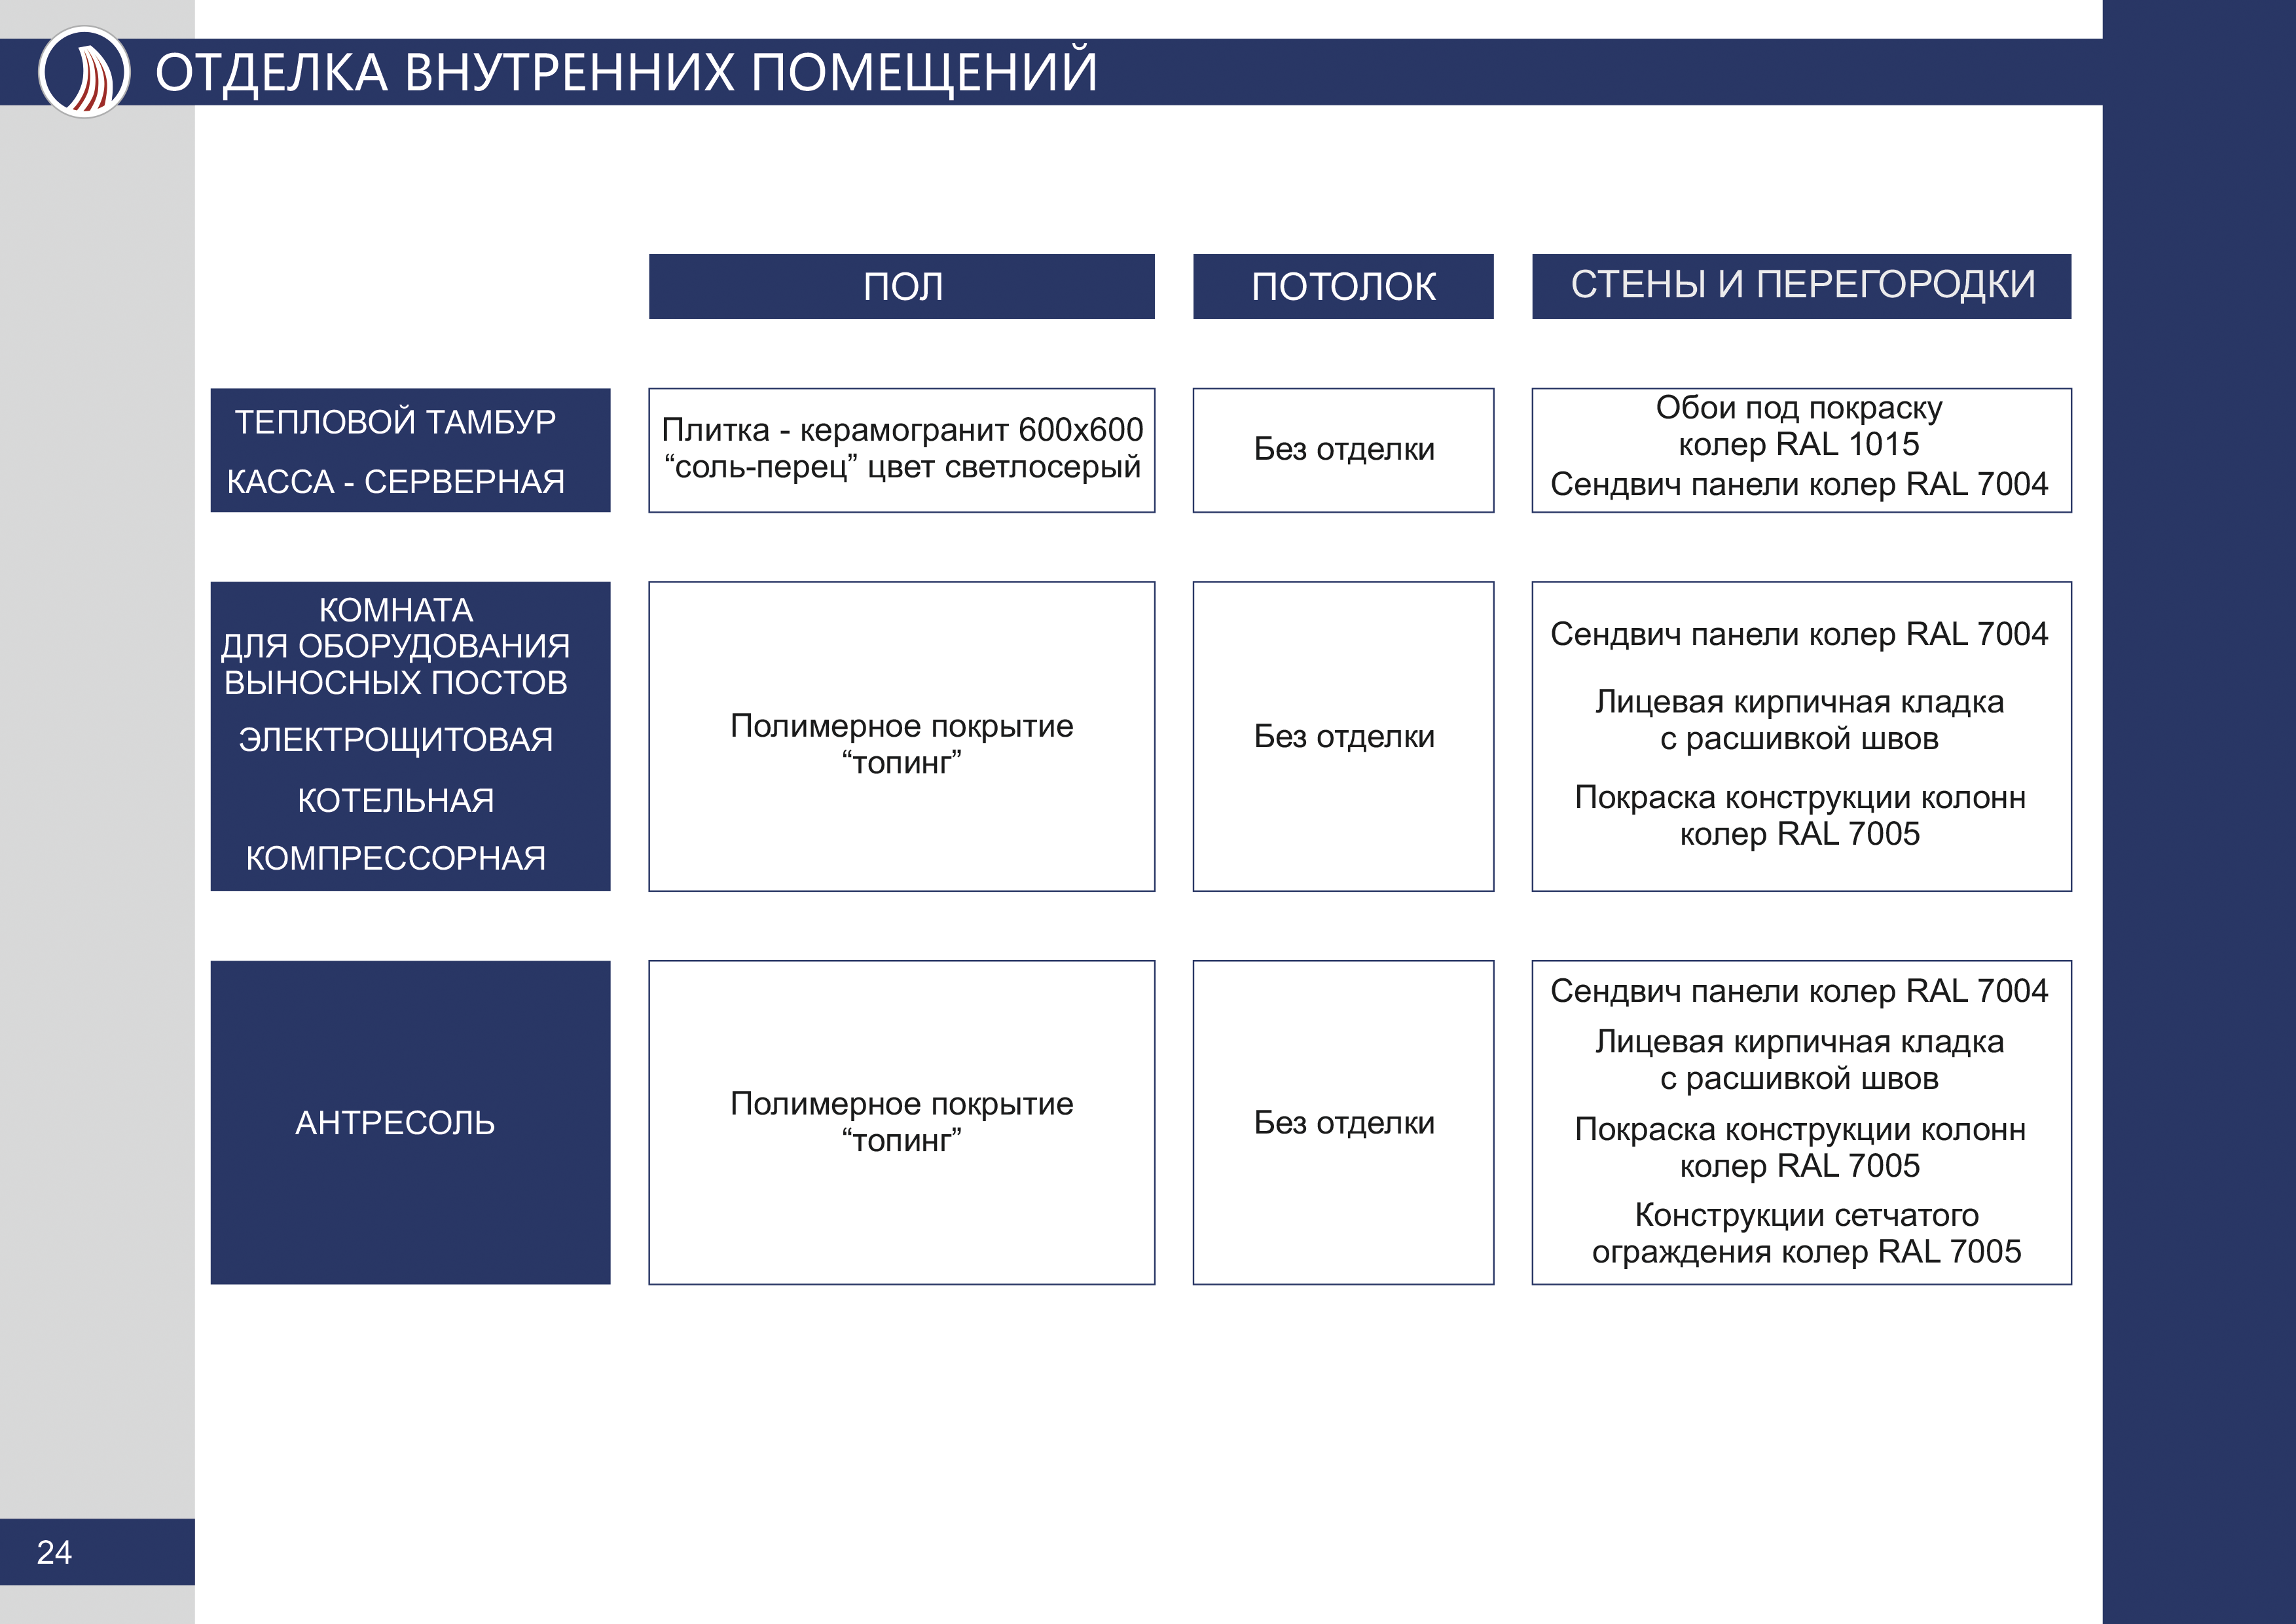 ОТДЕЛКА ВНУТРЕННИХ ПОМЕЩЕНИЙ
ПОЛ
ПОТОЛОК
СТЕНЫ И ПЕРЕГОРОДКИ
ТЕПЛОВОЙ ТАМБУР
КАССА - СЕРВЕРНАЯ
Плитка - керамогранит 600х600
“соль-перец” цвет светлосерый
Без отделки
Обои под покраску
колер RAL 1015
Сендвич панели колер RAL 7004
КОМНАТА
ДЛЯ ОБОРУДОВАНИЯ
ВЫНОСНЫХ ПОСТОВ
ЭЛЕКТРОЩИТОВАЯ
КОТЕЛЬНАЯ
КОМПРЕССОРНАЯ
Полимерное покрытие
“топинг”
Без отделки
Сендвич панели колер RAL 7004
Лицевая кирпичная кладка
с расшивкой швов
Покраска конструкции колонн
колер RAL 7005
АНТРЕСОЛЬ
Полимерное покрытие
“топинг”
Без отделки
Сендвич панели колер RAL 7004
Лицевая кирпичная кладка
с расшивкой швов
Покраска конструкции колонн
колер RAL 7005
Конструкции сетчатого
ограждения колер RAL 7005
24